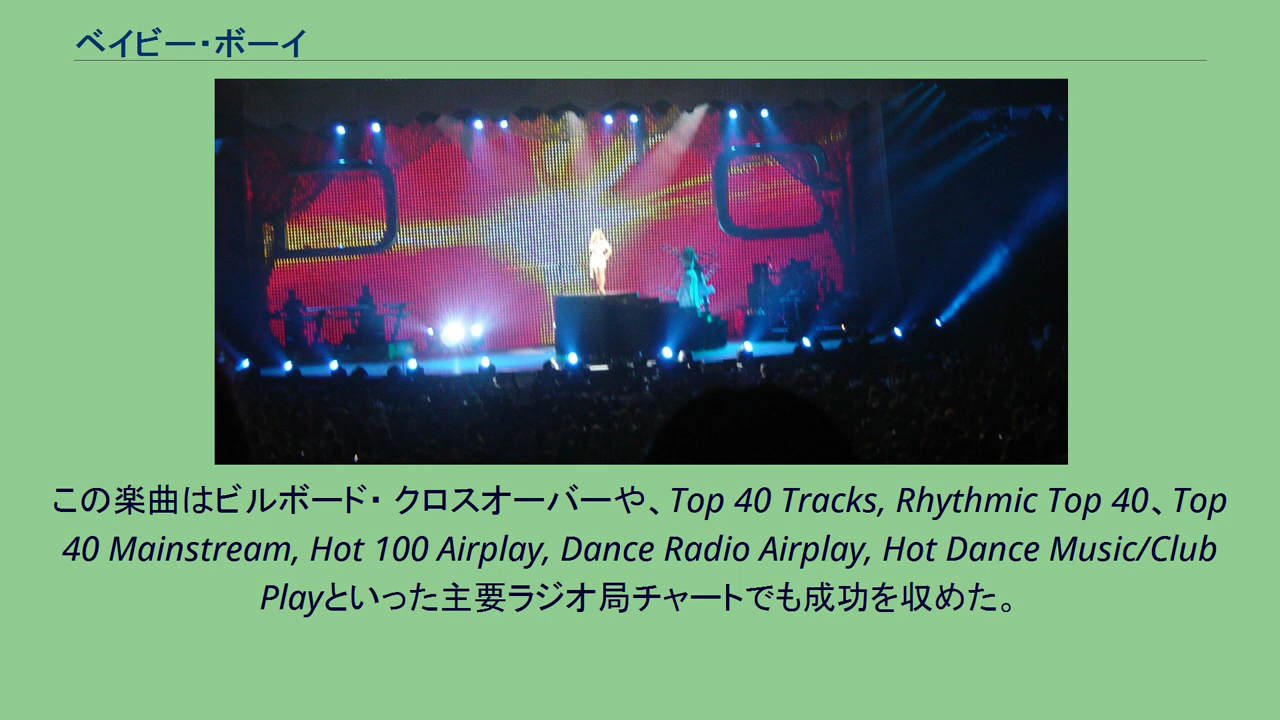 ベイビー・ボーイ
この楽曲はビルボード・ クロスオーバーや、Top 40 Tracks, Rhythmic Top 40、Top
40 Mainstream, Hot 100 Airplay, Dance Radio Airplay, Hot Dance Music/Club
Playといった主要ラジオ局チャートでも成功を収めた。